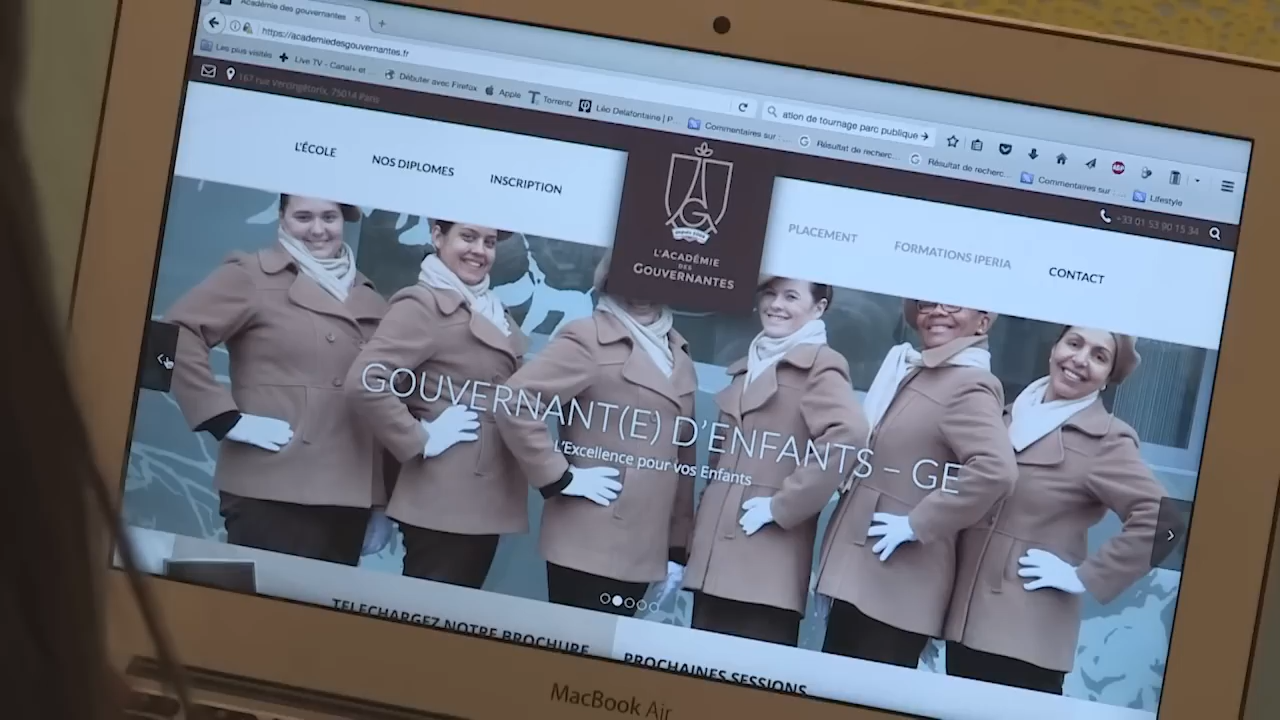 Académie des gouvernantes
https://academiedesgouvernantes.fr
ation de tournage parc publique
Les plus visités
Live TV - Canal+ et ...
Débuter avec Firefox
Apple
Torrentz
Léo Delafontaine | P...
Commentaires sur : ...
Résultat de recherc...
Résultat de recherc...
Commentaires sur : ...
Lifestyle
167 rue Vercingétorix, 75014 Paris
+33 01 53 90 15 34
L'ÉCOLE
NOS DIPLOMES
INSCRIPTION
G
L'ACADÉMIE
DES
GOUVERNANTES
PLACEMENT
FORMATIONS IPERIA
CONTACT
GOUVERNANT(E) D'ENFANTS – GE
L'Excellence pour vos Enfants
TELECHARGEZ NOTRE BROCHURE
PROCHAINES SESSIONS
MacBook Air